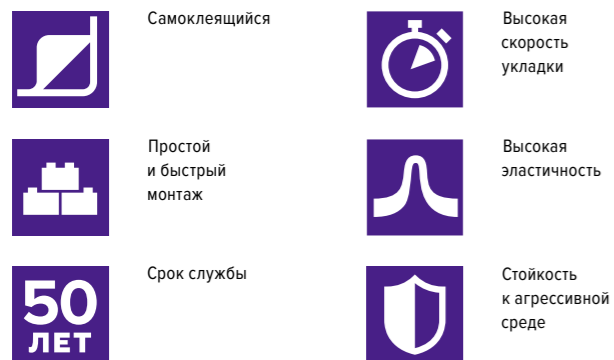 Самоклеящийся
Высокая
скорость
укладки
Простой
и быстрый
монтаж
Высокая
эластичность
50
ЛЕТ
Срок службы
Стойкость
к агрессивной
среде